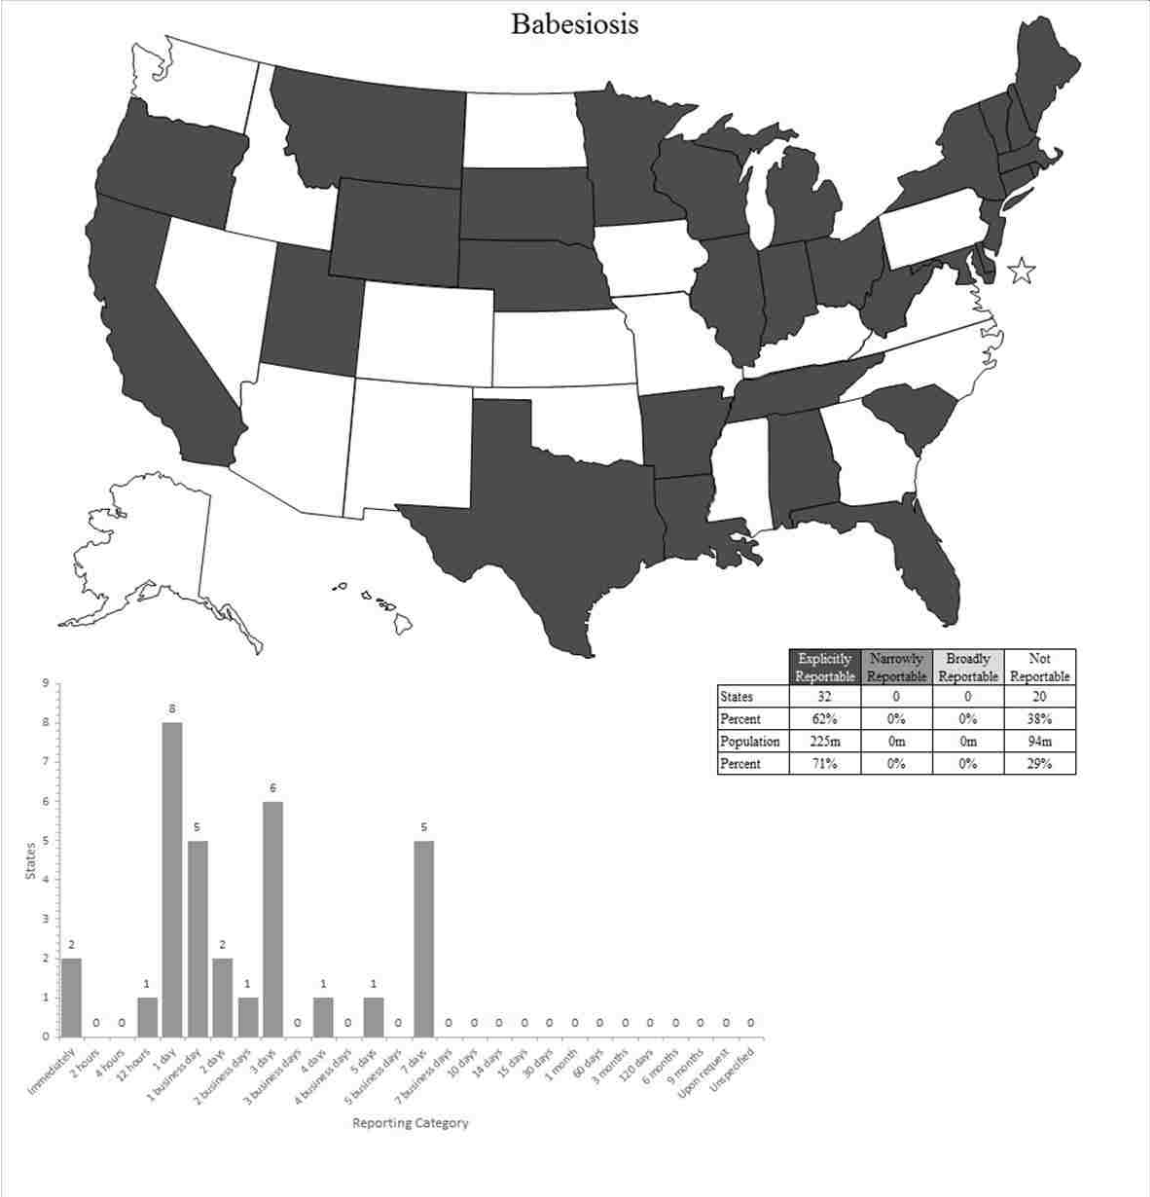 Babesiosis
Explicitly Reportable Narrowly Reportable Broadly Reportable Not Reportable
States 32 0 0 20
Percent 62% 0% 0% 38%
Population 225m 0m 0m 94m
Percent 71% 0% 0% 29%
9
8
7
6
5
4
3
2
1
0
States
2 0 0 1 8 5 2 1 6 0 1 0 1 0 5 0 0 0 0 0 0 0 0 0 0 0 0 0
Immediately
2 hours
4 hours
12 hours
1 day
1 business day
2 days
2 business days
3 days
3 business days
4 days
4 business days
5 days
5 business days
7 days
7 business days
10 days
14 days
15 days
30 days
1 month
60 days
3 months
120 days
6 months
9 months
Upon request
Unspecified
Reporting Category